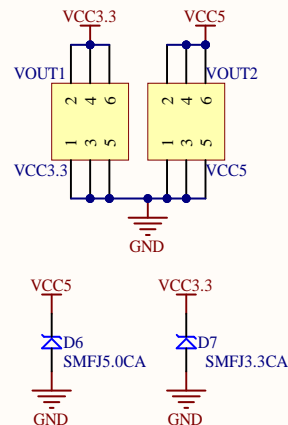 VCC3.3 VCC5
VOUT1 VOUT2
2 4 6 2 4 6
1 3 5 1 3 5
VCC3.3 VCC5
GND
VCC5 VCC3.3
D6 D7
SMFJ5.0CA SMFJ3.3CA
GND GND